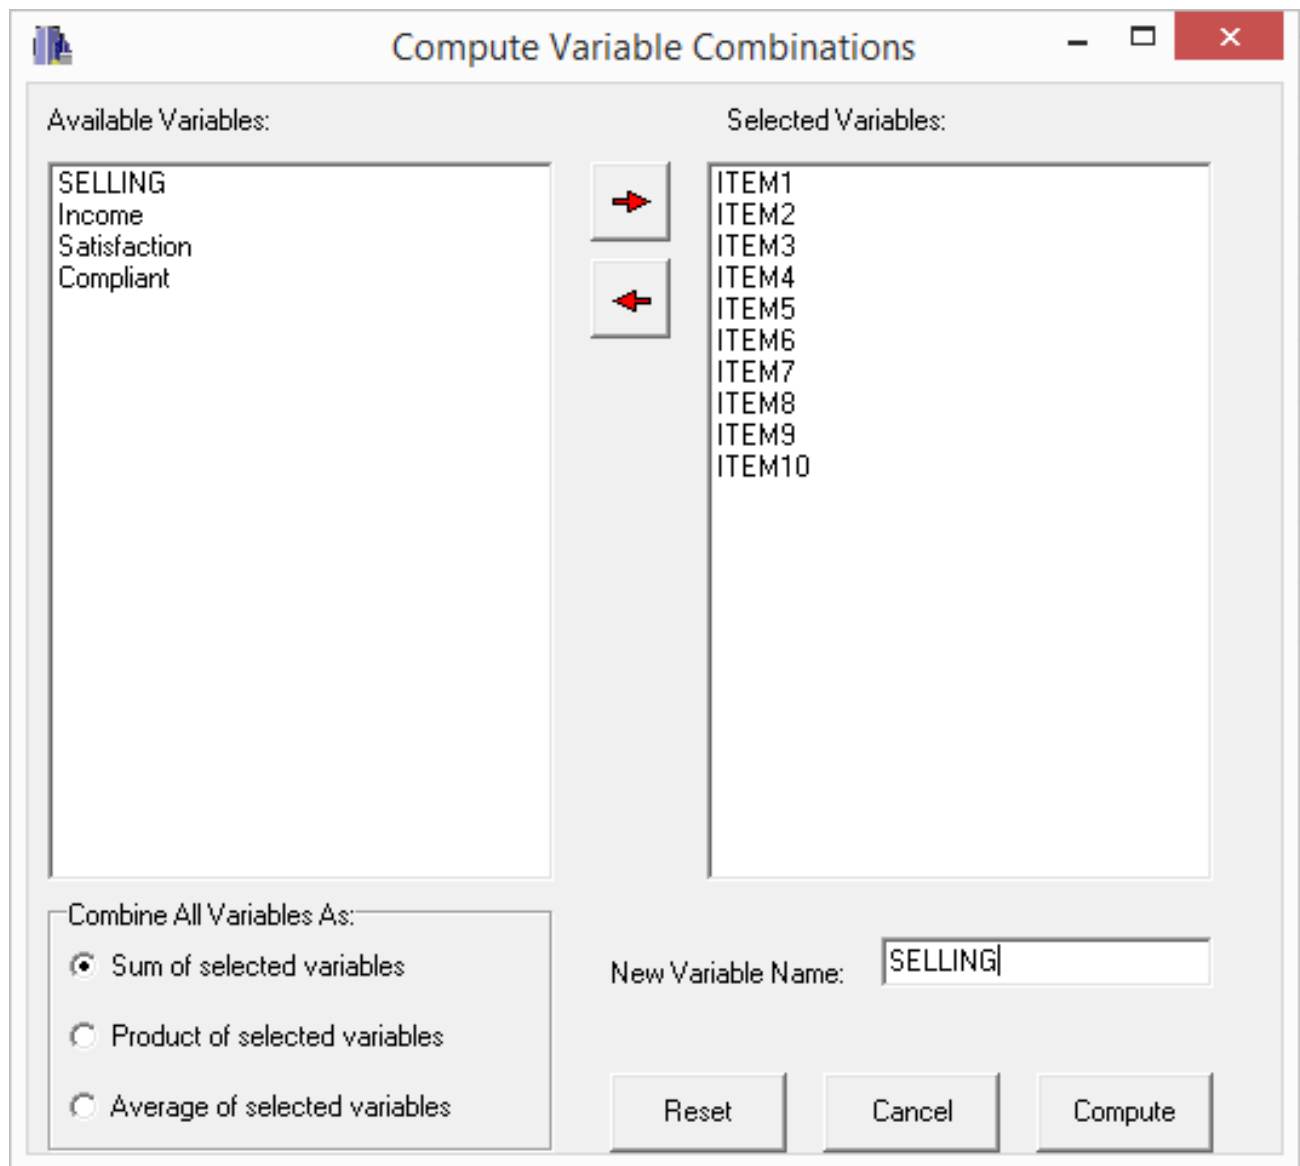 Compute Variable Combinations
Available Variables:
SELLING
Income
Satisfaction
Compliant
Selected Variables:
ITEM1
ITEM2
ITEM3
ITEM4
ITEM5
ITEM6
ITEM7
ITEM8
ITEM9
ITEM10
Combine All Variables As:
Sum of selected variables
Product of selected variables
Average of selected variables
New Variable Name: SELLING
Reset Cancel Compute